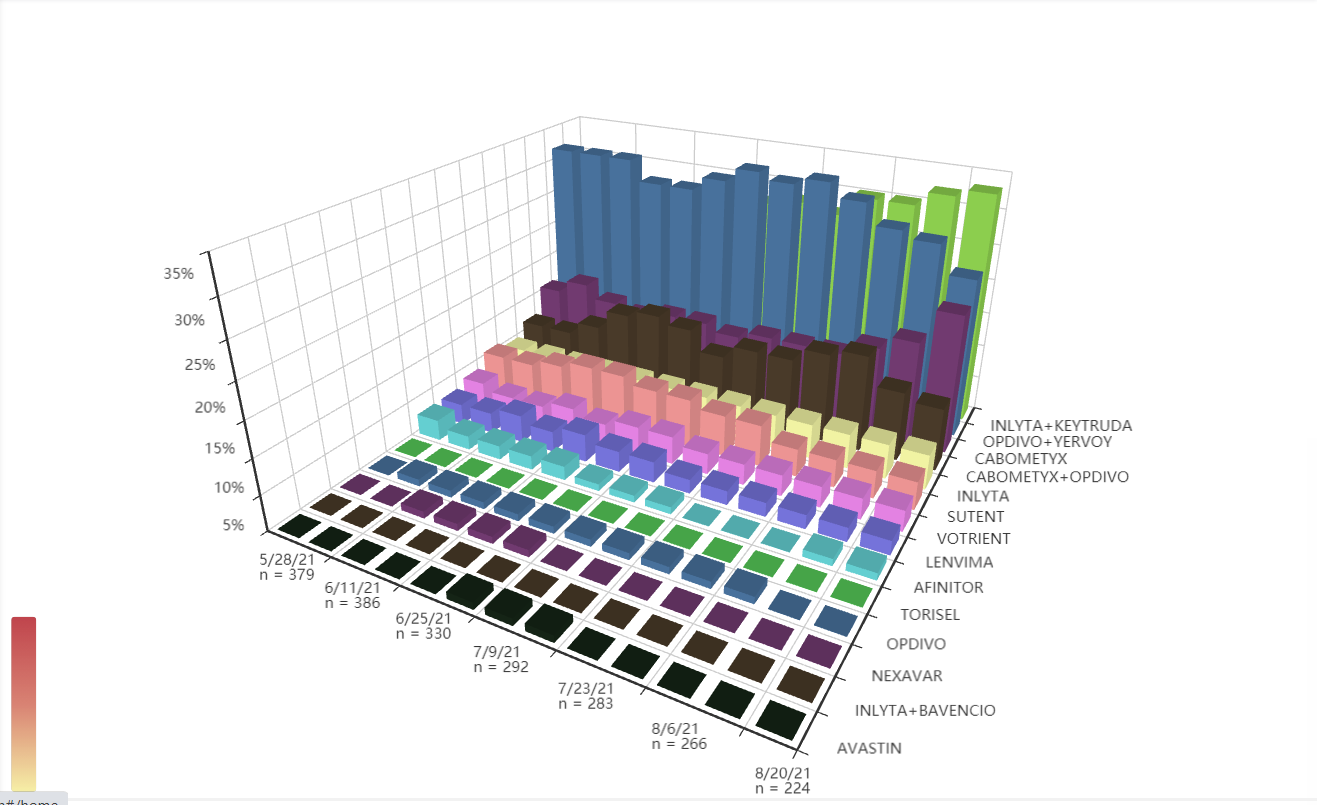 35%
30%
25%
20%
15%
10%
5%
5/28/21
n = 379
6/11/21
n = 386
6/25/21
n = 330
7/9/21
n = 292
7/23/21
n = 283
8/6/21
n = 266
8/20/21
n = 224
INLYTA+KEYTRUDA
OPDIVO+YERVOY
CABOMETYX
CABOMETYX+OPDIVO
INLYTA
SUTENT
VOTRIENT
LENVIMA
AFINITOR
TORISEL
OPDIVO
NEXAVAR
INLYTA+BAVENCIO
AVASTIN